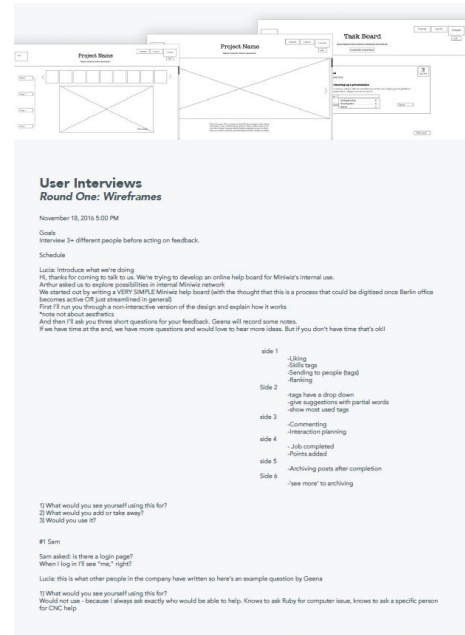 Project Name
Project Name
Task Board
User Interviews
Round One: Wireframes
November 18, 2016 5:00 PM
Goals
Interview 3+ different people before acting on feedback.
Schedule
Lucia: Introduce what we're doing
Hi, thanks for coming to talk to us. We're trying to develop an online help board for Miniwiz's internal use.
Arthur asked us to explore possibilities in internal Miniwiz network
We started out by writing a VERY SIMPLE Miniwiz help board (with the thought that this is a process that could be digitized once Berlin office
becomes active OR just streamlined in general)
First I'll run you through a non-interactive version of the design and explain how it works
*note not about aesthetics
And then I'll ask you three short questions for your feedback. Geena will record some notes.
If we have time at the end, we have more questions and would love to hear more ideas. But if you don't have time that's ok!!
side 1
-Liking
-Skills tags
-Sending to people (tags)
-Ranking
Side 2
-tags have a drop down
-give suggestions with partial words
-show most used tags
side 3
-Commenting
-Interaction planning
side 4
- Job completed
-Points added
side 5
-Archiving posts after completion
Side 6
-'see more' to archiving
1) What would you see yourself using this for?
2) What would you add or take away?
3) Would you use it?
#1 Sam
Sam asked: is there a login page?
When I log in I'll see "me," right?
Lucia: this is what other people in the company have written so here's an example question by Geena
1) What would you see yourself using this for?
Would not use - because I always ask exactly who would be able to help. Knows to ask Ruby for computer issue, knows to ask a specific person
for CNC help